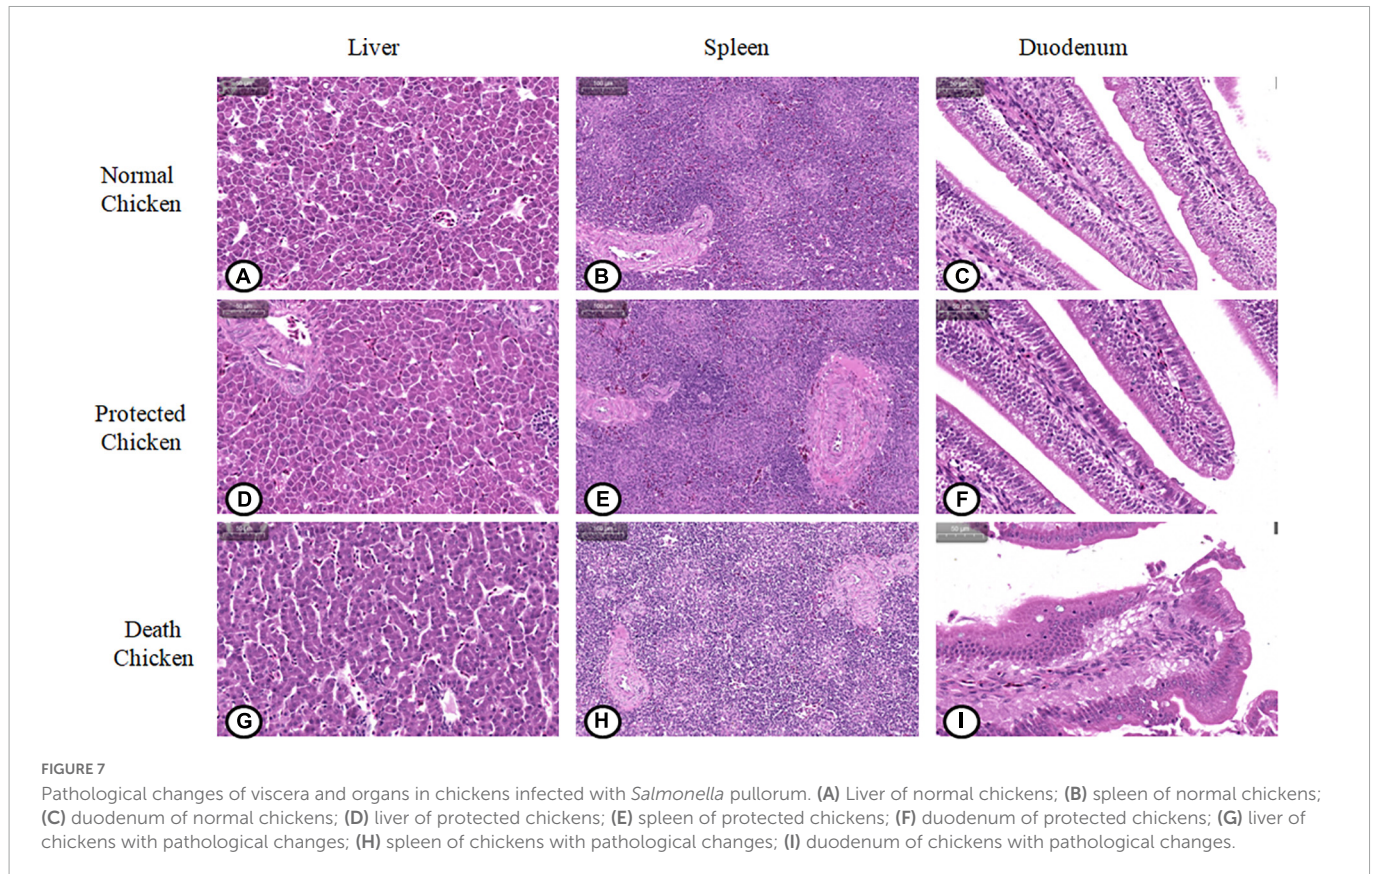 Liver Spleen Duodenum
Normal
Chicken
A B C
Protected
Chicken
D E F
Death
Chicken
50 μm
G H I
FIGURE 7
Pathological changes of viscera and organs in chickens infected with Salmonella pullorum. (A) Liver of normal chickens; (B) spleen of normal chickens;
(C) duodenum of normal chickens; (D) liver of protected chickens; (E) spleen of protected chickens; (F) duodenum of protected chickens; (G) liver of
chickens with pathological changes; (H) spleen of chickens with pathological changes; (I) duodenum of chickens with pathological changes.